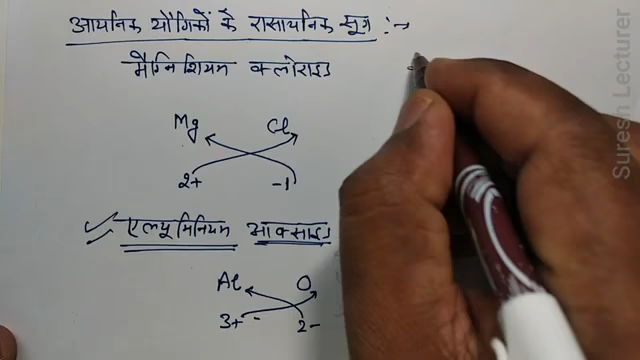 आयनिक यौगिकों के रासायनिक सूत्र :→
मैग्निशियम क्लोराइड
Mg Cl
2+ -1
एल्यूमिनियम आक्साइड
Al O
3+ - 2-
Suresh Lecturer